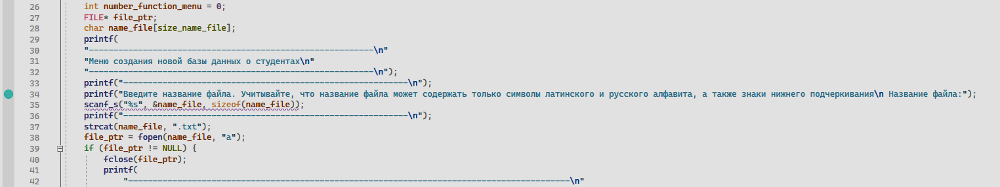 26 int number_function_menu = 0;
27 FILE* file_ptr;
28 char name_file[size_name_file];
29 printf(
30 "----------------------------------------------------------\n"
31 "Меню создания новой базы данных о студентах\n"
32 "----------------------------------------------------------\n");
33 printf("----------------------------------------------------------\n");
34 printf("Введите название файла. Учитывайте, что название файла может содержать только символы латинского и русского алфавита, а также знаки нижнего подчеркивания\n Название файла:");
35 scanf_s("%s", &name_file, sizeof(name_file));
36 printf("----------------------------------------------------------\n");
37 strcat(name_file, ".txt");
38 file_ptr = fopen(name_file, "a");
39 if (file_ptr != NULL) {
40 fclose(file_ptr);
41 printf(
42 "------------------------------------------------------------------------------------------\n"